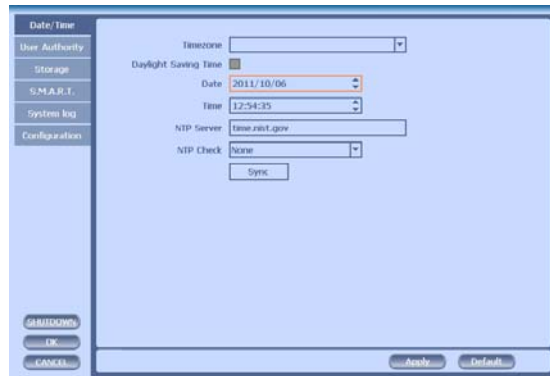 Date/Time
User Authority
Storage
S.M.A.R.T.
System log
Configuration
Timezone
Daylight Saving Time
Date 2011/10/06
Time 12:54:35
NTP Server time.nist.gov
NTP Check None
Sync
SHUTDOWN
OK
CANCEL
Apply Default